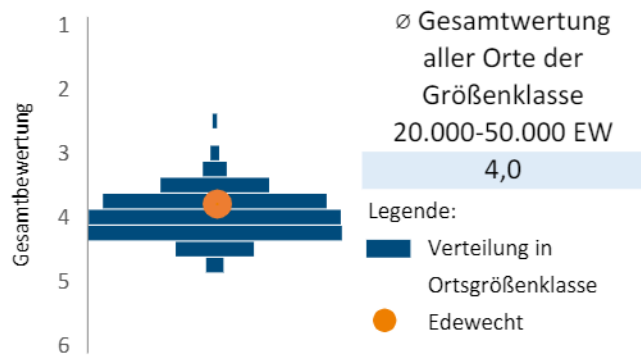 1
2
3
4
5
6
Gesamtbewertung
⌀ Gesamtwertung
aller Orte der
Größenklasse
20.000-50.000 EW
4,0
Legende:
Verteilung in
Ortsgrößenklasse
Edewecht